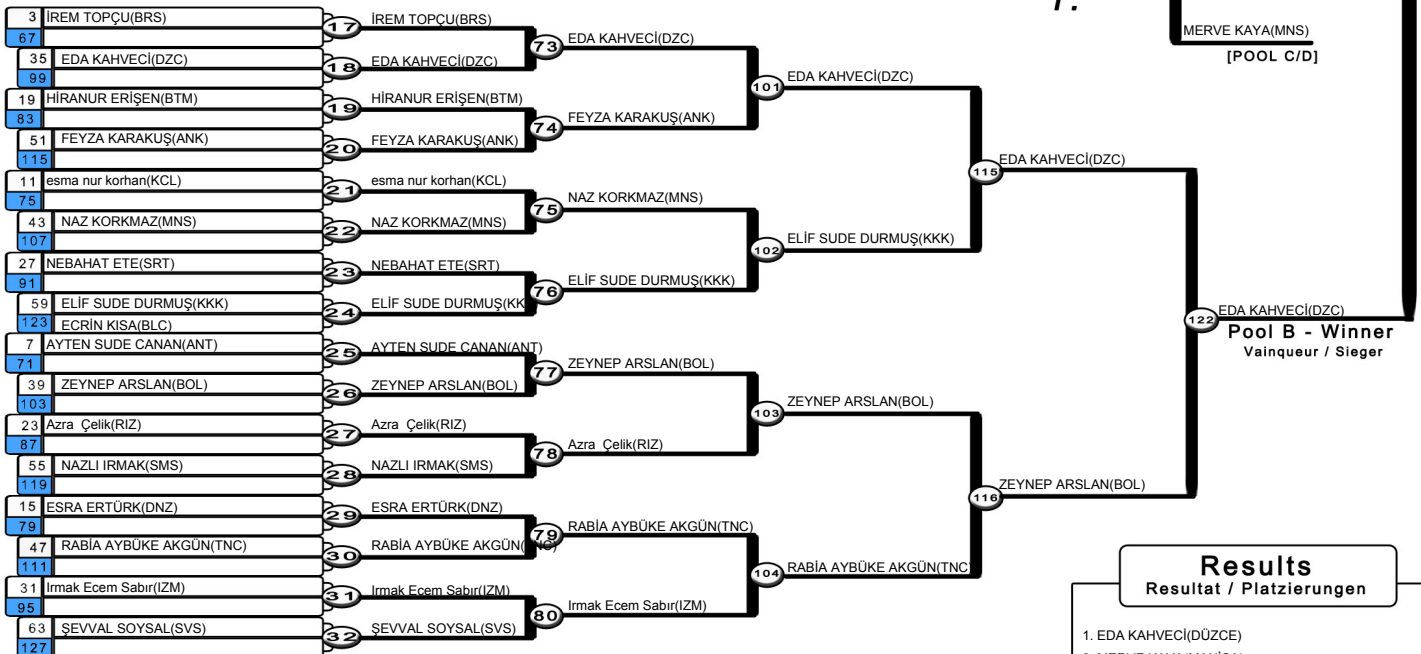 3 İREM TOPÇU(BRS)
67
35 EDA KAHVECİ(DZC)
99
19 HİRANUR ERİŞEN(BTM)
83
51 FEYZA KARAKUŞ(ANK)
115
11 esma nur korhan(KCL)
75
43 NAZ KORKMAZ(MNS)
107
27 NEBAHAT ETE(SRT)
91
59 ELİF SUDE DURMUŞ(KKK)
123 ECRİN KISA(BLC)
7 AYTEN SUDE CANAN(ANT)
71
39 ZEYNEP ARSLAN(BOL)
103
23 Azra Çelik(RIZ)
87
55 NAZLI IRMAK(SMS)
119
15 ESRA ERTÜRK(DNZ)
79
47 RABİA AYBÜKE AKGÜN(TNC)
111
31 Irmak Ecem Sabır(IZM)
95
63 ŞEVVAL SOYSAL(SVS)
127
17 İREM TOPÇU(BRS)
18 EDA KAHVECİ(DZC)
19 HİRANUR ERİŞEN(BTM)
20 FEYZA KARAKUŞ(ANK)
21 esma nur korhan(KCL)
22 NAZ KORKMAZ(MNS)
23 NEBAHAT ETE(SRT)
24 ELİF SUDE DURMUŞ(KK
25 AYTEN SUDE CANAN(ANT)
26 ZEYNEP ARSLAN(BOL)
27 Azra Çelik(RIZ)
28 NAZLI IRMAK(SMS)
29 ESRA ERTÜRK(DNZ)
30 RABİA AYBÜKE AKGÜN(TNC)
31 Irmak Ecem Sabır(IZM)
32 ŞEVVAL SOYSAL(SVS)
73 EDA KAHVECİ(DZC)
74 FEYZA KARAKUŞ(ANK)
75 NAZ KORKMAZ(MNS)
76 ELİF SUDE DURMUŞ(KKK)
77 ZEYNEP ARSLAN(BOL)
78 Azra Çelik(RIZ)
79 RABİA AYBÜKE AKGÜN(TNC)
80 Irmak Ecem Sabır(IZM)
101 EDA KAHVECİ(DZC)
102 ELİF SUDE DURMUŞ(KKK)
103 ZEYNEP ARSLAN(BOL)
104 RABİA AYBÜKE AKGÜN(TNC)
115 EDA KAHVECİ(DZC)
116 ZEYNEP ARSLAN(BOL)
122 EDA KAHVECİ(DZC)
Pool B - Winner
Vainqueur / Sieger
MERVE KAYA(MNS)
[POOL C/D]
Results
Resultat / Platzierungen
1. EDA KAHVECİ(DÜZCE)